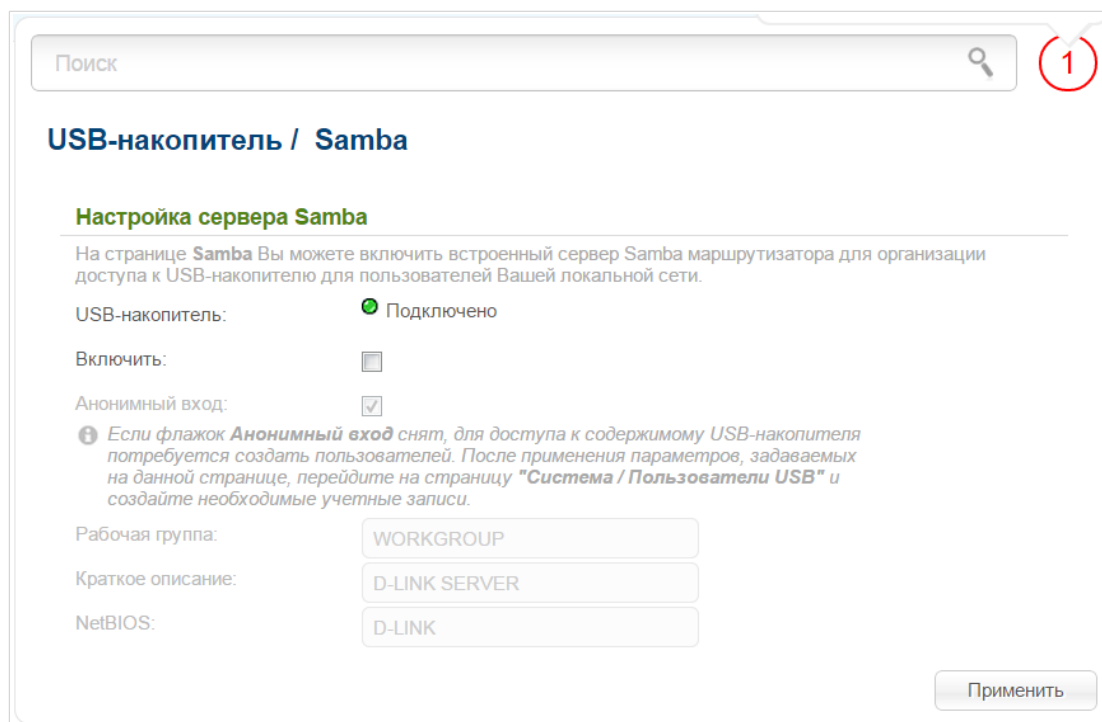 Поиск
1
USB-накопитель / Samba
Настройка сервера Samba
На странице Samba Вы можете включить встроенный сервер Samba маршрутизатора для организации
доступа к USB-накопителю для пользователей Вашей локальной сети.
USB-накопитель: Подключено
Включить:
Анонимный вход:
Если флажок Анонимный вход снят, для доступа к содержимому USB-накопителя
потребуется создать пользователей. После применения параметров, задаваемых
на данной странице, перейдите на страницу "Система / Пользователи USB" и
создайте необходимые учетные записи.
Рабочая группа: WORKGROUP
Краткое описание: D-LINK SERVER
NetBIOS: D-LINK
Применить